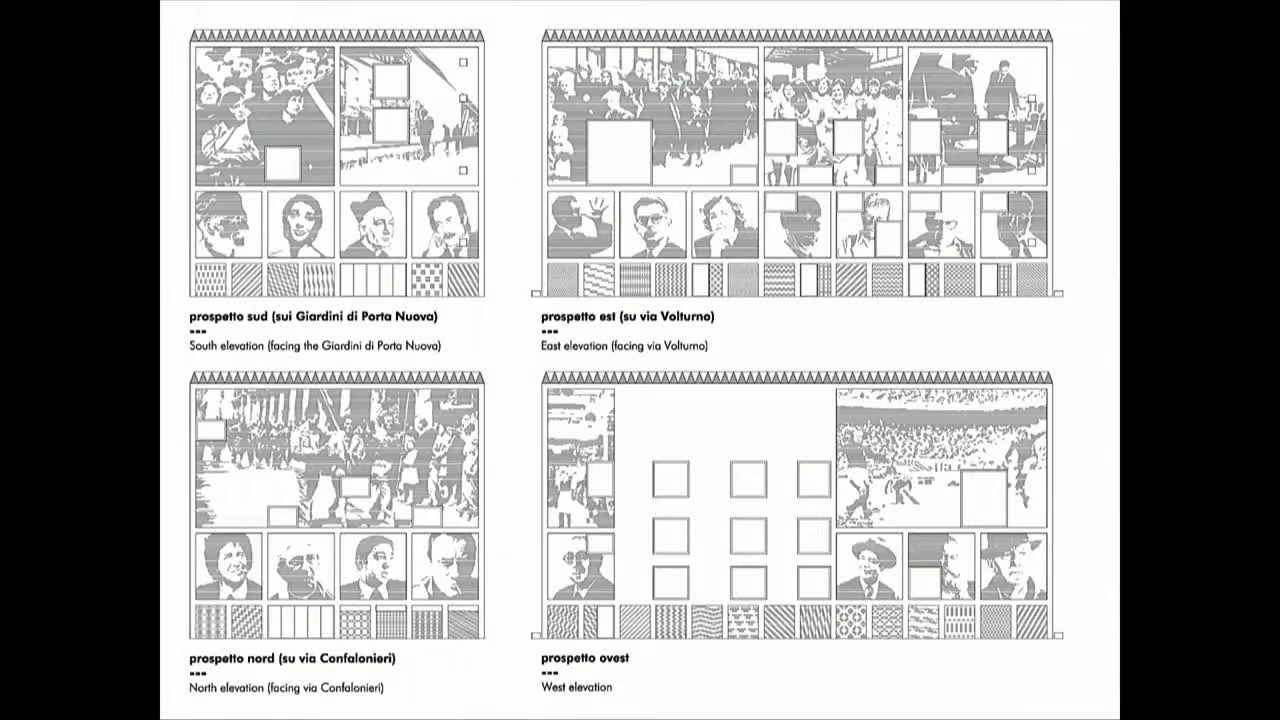 prospetto sud (sui Giardini di Porta Nuova)
---
South elevation (facing the Giardini di Porta Nuova)
prospetto est (su via Volturno)
---
East elevation (facing via Volturno)
prospetto nord (su via Confalonieri)
---
North elevation (facing via Confalonieri)
prospetto ovest
---
West elevation